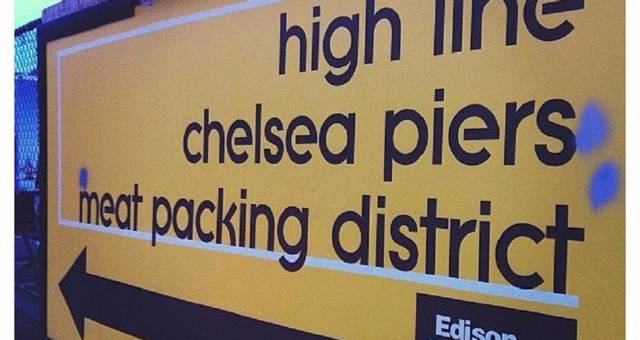 high line
chelsea piers
meat packing district
Edison